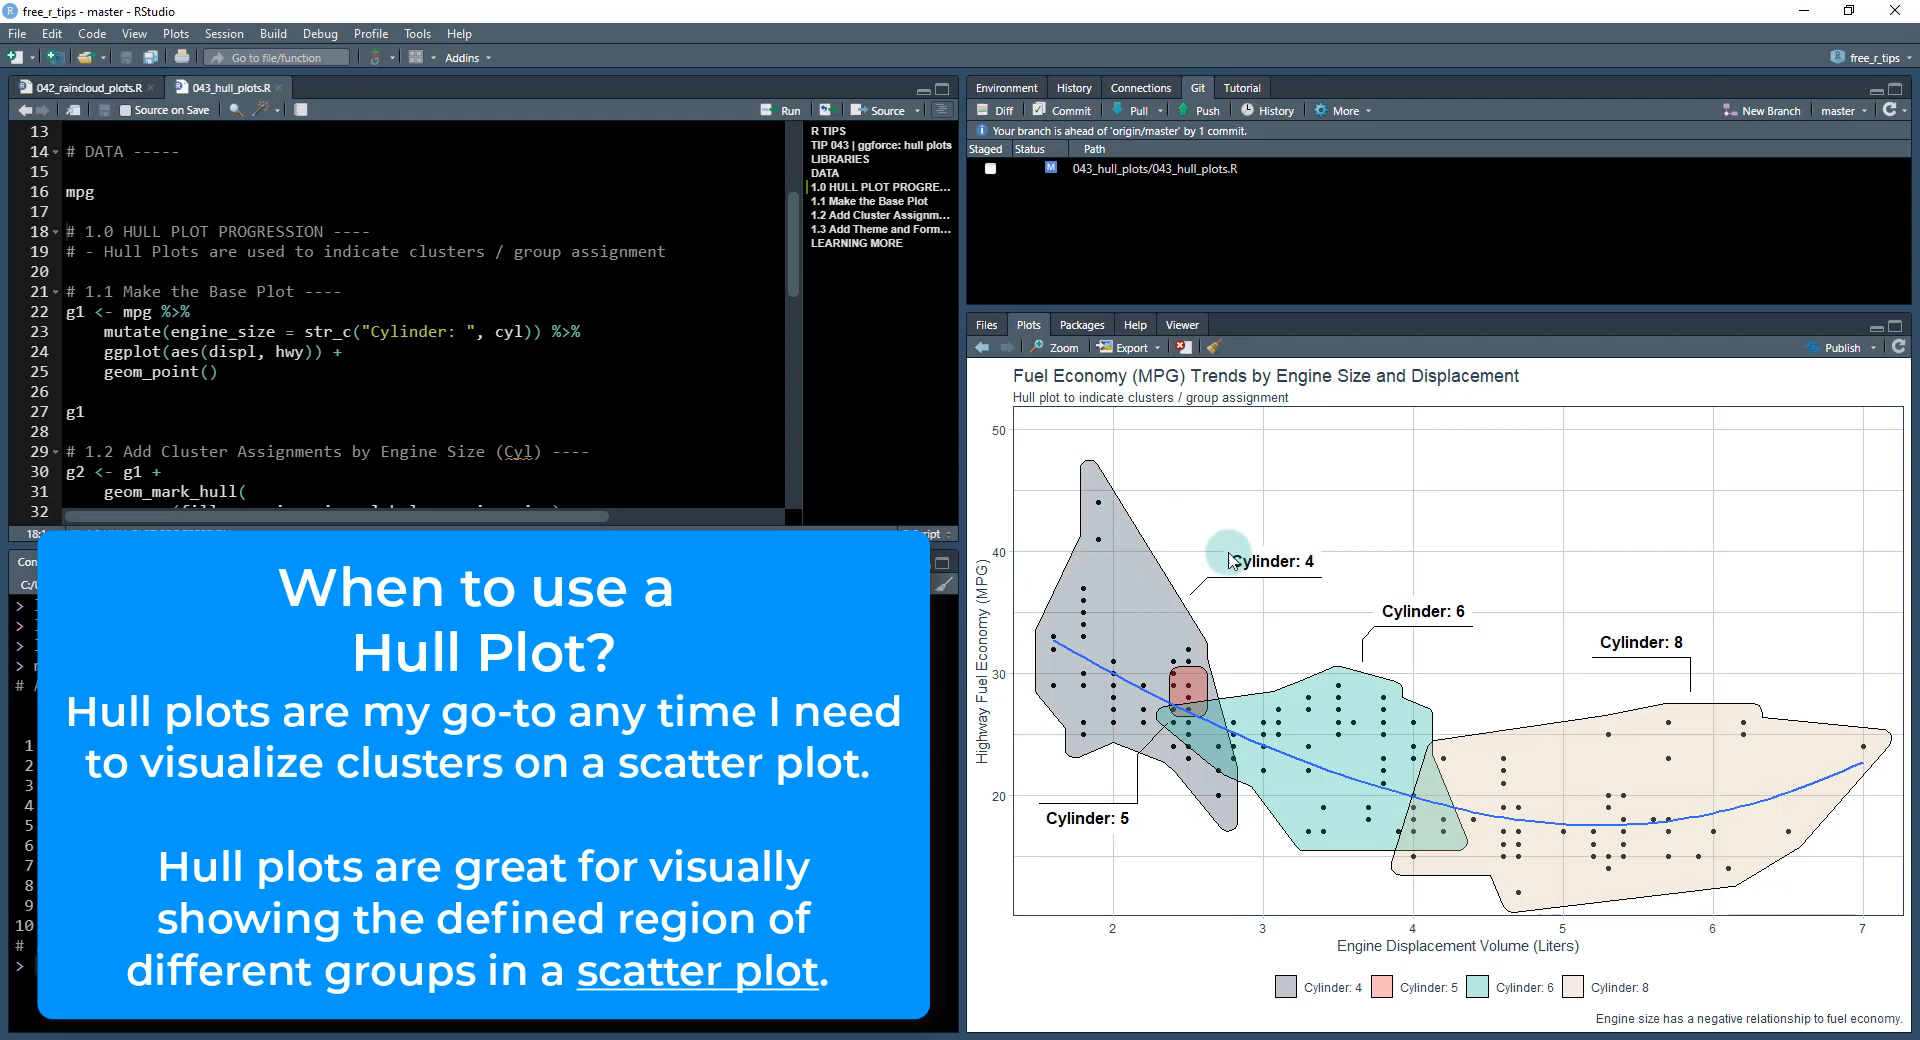 free_r_tips - master - RStudio
File Edit Code View Plots Session Build Debug Profile Tools Help
Go to file/function Addins free_r_tips
042_raincloud_plots.R 043_hull_plots.R
Source on Save Run Source
13
14 # DATA -----
15
16 mpg
17
18 # 1.0 HULL PLOT PROGRESSION ----
19 # - Hull Plots are used to indicate clusters / group assignment
20
21 # 1.1 Make the Base Plot ----
22 g1 <- mpg %>%
23 mutate(engine_size = str_c("Cylinder: ", cyl)) %>%
24 ggplot(aes(displ, hwy)) +
25 geom_point()
26
27 g1
28
29 # 1.2 Add Cluster Assignments by Engine Size (Cyl) ----
30 g2 <- g1 +
31 geom_mark_hull(
32
R TIPS
TIP 043 | ggforce: hull plots
LIBRARIES
DATA
1.0 HULL PLOT PROGRE...
1.1 Make the Base Plot
1.2 Add Cluster Assignm...
1.3 Add Theme and Form...
LEARNING MORE
When to use a
Hull Plot?
Hull plots are my go-to any time I need
to visualize clusters on a scatter plot.
Hull plots are great for visually
showing the defined region of
different groups in a scatter plot.
1
2
3
4
5
6
7
8
9
10
#
>
Environment History Connections Git Tutorial
Diff Commit Pull Push History More New Branch master
Your branch is ahead of 'origin/master' by 1 commit.
Staged Status Path
M 043_hull_plots/043_hull_plots.R
Files Plots Packages Help Viewer
Zoom Export Publish
Fuel Economy (MPG) Trends by Engine Size and Displacement
Hull plot to indicate clusters / group assignment
50
40
30
20
Highway Fuel Economy (MPG)
Cylinder: 4
Cylinder: 6
Cylinder: 8
Cylinder: 5
2 3 4 5 6 7
Engine Displacement Volume (Liters)
Cylinder: 4 Cylinder: 5 Cylinder: 6 Cylinder: 8
Engine size has a negative relationship to fuel economy.